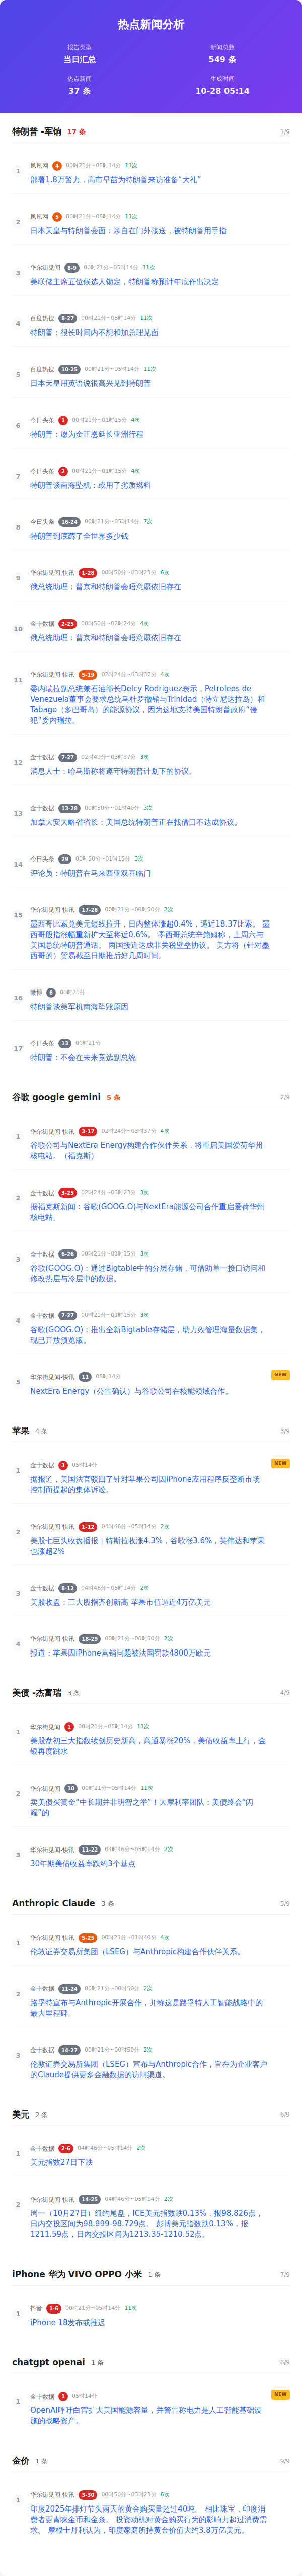 热点新闻分析
报告类型
新闻总数
当日汇总
549 条
热点新闻
生成时间
37 条
10-28 05:14
特朗普 -军饷 17 条 1/9
1
凤凰网 4 00时21分~05时14分 11次
部署1.8万警力，高市早苗为特朗普来访准备“大礼”
2
凤凰网 5 00时21分~05时14分 11次
日本天皇与特朗普会面：亲自在门外接送，被特朗普用手指
3
华尔街见闻 8-9 00时21分~05时14分 11次
美联储主席五位候选人锁定，特朗普称预计年底作出决定
4
百度热搜 8-27 00时21分~05时14分 11次
特朗普：很长时间内不想和加总理见面
5
百度热搜 10-25 00时21分~05时14分 11次
日本天皇用英语说很高兴见到特朗普
6
今日头条 1 00时21分~01时15分 4次
特朗普：愿为金正恩延长亚洲行程
7
今日头条 2 00时21分~01时15分 4次
特朗普谈南海坠机：或用了劣质燃料
8
今日头条 16-24 00时21分~05时14分 7次
特朗普到底薅了全世界多少钱
9
华尔街见闻-快讯 1-28 00时50分~03时23分 6次
俄总统助理：普京和特朗普会晤意愿依旧存在
10
金十数据 2-25 00时50分~02时24分 4次
俄总统助理：普京和特朗普会晤意愿依旧存在
11
华尔街见闻-快讯 5-19 02时24分~03时37分 4次
委内瑞拉副总统兼石油部长Delcy Rodriguez表示，Petroleos de
Venezuela董事会要求总统马杜罗撤销与Trinidad（特立尼达拉岛）和
Tabago（多巴哥岛）的能源协议，因为这地支持美国特朗普政府“侵
犯”委内瑞拉。
12
金十数据 7-27 02时49分~03时37分 3次
消息人士：哈马斯称将遵守特朗普计划下的协议。
13
金十数据 13-28 00时50分~01时40分 3次
加拿大安大略省省长：美国总统特朗普正在找借口不达成协议。
14
今日头条 29 00时50分~01时15分 3次
评论员：特朗普在马来西亚双喜临门
15
华尔街见闻-快讯 17-28 00时21分~00时50分 2次
墨西哥比索兑美元短线拉升，日内整体涨超0.4%，逼近18.37比索。 墨
西哥股指涨幅重新扩大至将近0.6%。 墨西哥总统辛鲍姆称，上周六与
美国总统特朗普通话。 两国接近达成非关税壁垒协议。 美方将（针对墨
西哥的）贸易截至日期推后好几周时间。
16
微博 6 00时21分
特朗普谈美军机南海坠毁原因
17
今日头条 13 00时21分
特朗普：不会在未来竞选副总统
谷歌 google gemini 5 条 2/9
1
华尔街见闻-快讯 3-17 02时24分~03时37分 4次
谷歌公司与NextEra Energy构建合作伙伴关系，将重启美国爱荷华州
核电站。（福克斯）
2
金十数据 3-25 02时24分~03时23分 3次
据福克斯新闻：谷歌(GOOG.O)与NextEra能源公司合作重启爱荷华州
核电站。
3
金十数据 6-26 00时21分~01时15分 3次
谷歌(GOOG.O)：通过Bigtable中的分层存储，可借助单一接口访问和
修改热层与冷层中的数据。
4
金十数据 7-27 00时21分~01时15分 3次
谷歌(GOOG.O)：推出全新Bigtable存储层，助力效管理海量数据集，
现已开放预览版。
5
华尔街见闻-快讯 11 05时14分 NEW
NextEra Energy（公告确认）与谷歌公司在核能领域合作。
苹果 4 条 3/9
1
金十数据 3 05时14分 NEW
据报道，美国法官驳回了针对苹果公司因iPhone应用程序反垄断市场
控制而提起的集体诉讼。
2
华尔街见闻-快讯 1-12 04时46分~05时14分 2次
美股七巨头收盘播报｜特斯拉收涨4.3%，谷歌涨3.6%，英伟达和苹果
也涨超2%
3
金十数据 8-12 04时46分~05时14分 2次
美股收盘：三大股指齐创新高 苹果市值逼近4万亿美元
4
华尔街见闻-快讯 18-29 00时21分~00时50分 2次
报道：苹果因iPhone营销问题被法国罚款4800万欧元
美债 -杰富瑞 3 条 4/9
1
华尔街见闻 1 00时21分~05时14分 11次
美股盘初三大指数续创历史新高，高通暴涨20%，美债收益率上行，金
银再度跳水
2
华尔街见闻 10 00时21分~05时14分 11次
卖美债买黄金“中长期并非明智之举”！大摩利率团队：美债终会“闪
耀”的
3
华尔街见闻-快讯 11-22 04时46分~05时14分 2次
30年期美债收益率跌约3个基点
Anthropic Claude 3 条 5/9
1
华尔街见闻-快讯 5-25 00时21分~01时40分 4次
伦敦证券交易所集团（LSEG）与Anthropic构建合作伙伴关系。
2
金十数据 11-24 00时21分~00时50分 2次
路孚特宣布与Anthropic开展合作，并称这是路孚特人工智能战略中的
最大里程碑。
3
金十数据 14-27 00时21分~00时50分 2次
伦敦证券交易所集团（LSEG）宣布与Anthropic合作，旨在为企业客户
的Claude提供更多金融数据的访问渠道。
美元 2 条 6/9
1
金十数据 2-6 04时46分~05时14分 2次
美元指数27日下跌
2
华尔街见闻-快讯 14-25 04时46分~05时14分 2次
周一（10月27日）纽约尾盘，ICE美元指数跌0.13%，报98.826点，
日内交投区间为98.999-98.729点。 彭博美元指数跌0.13%，报
1211.59点，日内交投区间为1213.35-1210.52点。
iPhone 华为 VIVO OPPO 小米 1 条 7/9
1
抖音 1-6 00时21分~05时14分 11次
iPhone 18发布或推迟
chatgpt openai 1 条 8/9
1
金十数据 1 05时14分 NEW
OpenAI呼吁白宫扩大美国能源容量，并警告称电力是人工智能基础设
施的战略资产。
金价 1 条 9/9
1
华尔街见闻-快讯 3-30 00时50分~03时23分 6次
印度2025年排灯节头两天的黄金购买量超过40吨。 相比珠宝，印度消
费者更青睐金币和金条。 投资动机对黄金购买行为的影响力超过消费需
求。 摩根士丹利认为，印度家庭所持黄金价值大约3.8万亿美元。